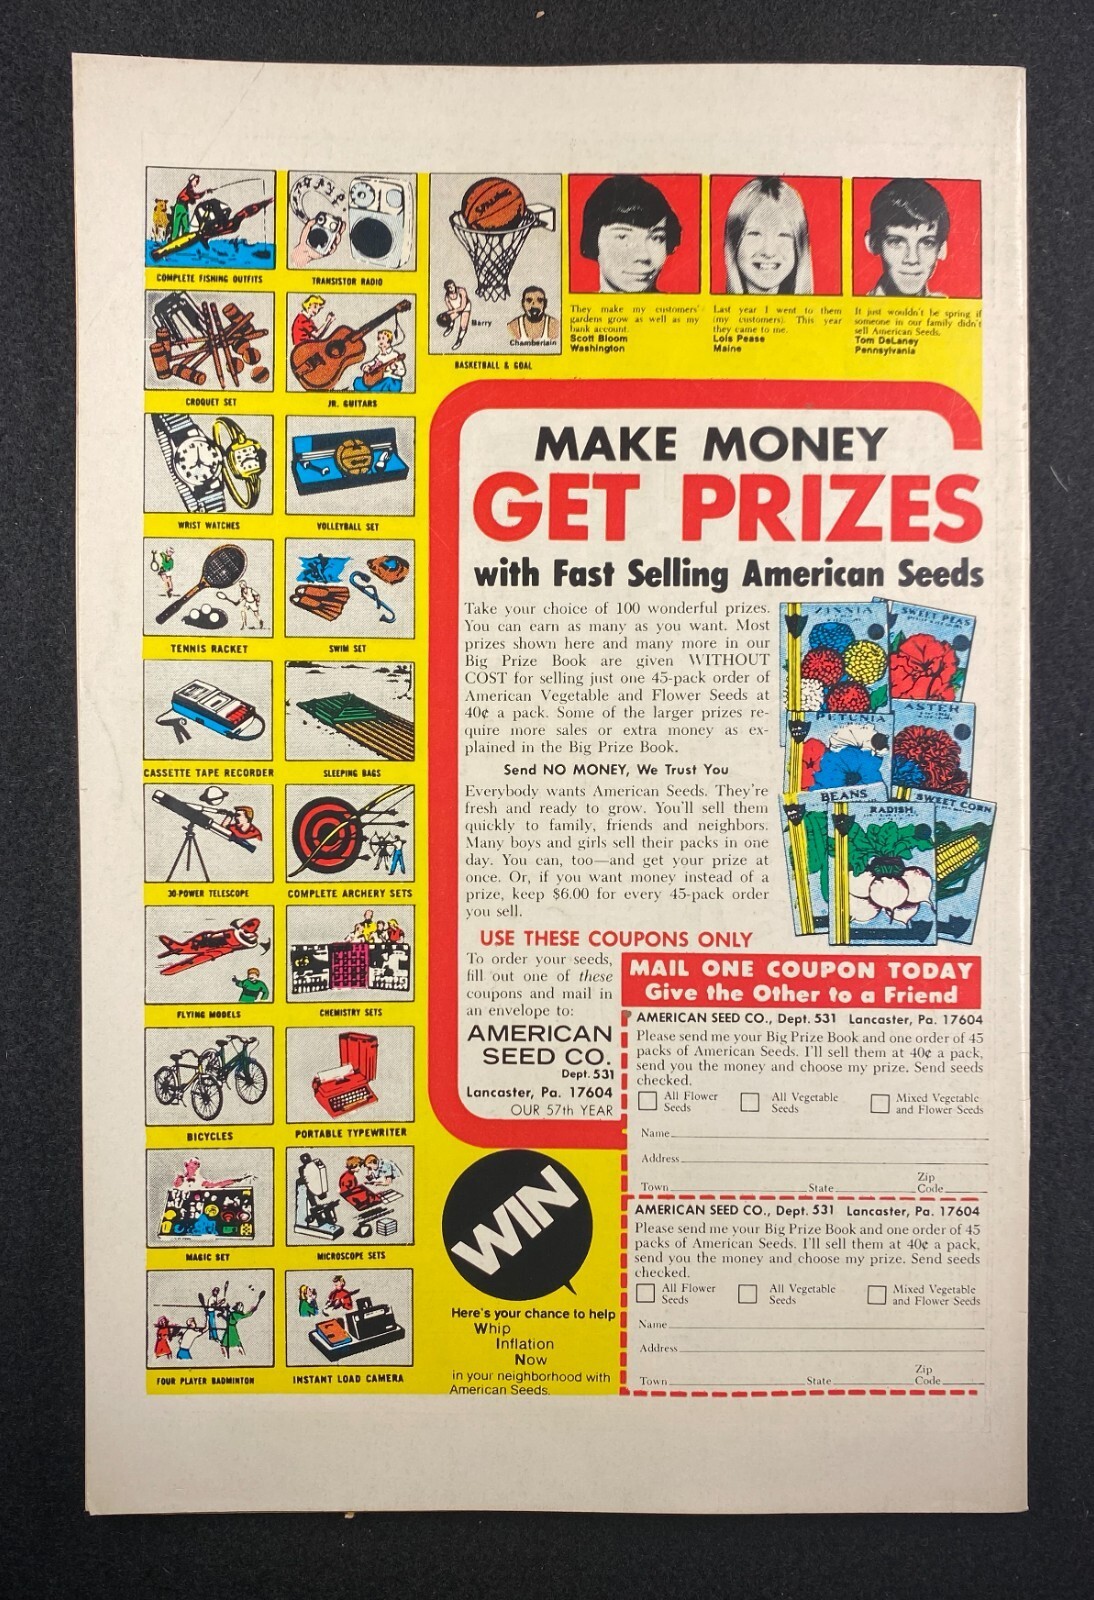 COMPLETE FISHING OUTFITS
TRANSISTOR RADIO
CROQUET SET
JR. GUITARS
WRIST WATCHES
VOLLEYBALL SET
TENNIS RACKET
SWIM SET
CASSETTE TAPE RECORDER
SLEEPING BAGS
30-POWER TELESCOPE
COMPLETE ARCHERY SETS
FLYING MODELS
CHEMISTRY SETS
BICYCLES
PORTABLE TYPEWRITER
MAGIC SET
MICROSCOPE SETS
FOUR PLAYER BADMINTON
INSTANT LOAD CAMERA
SPALDING
Barry
Chamberlain
BASKETBALL & GOAL
They make my customers'
gardens grow as well as my
bank account.
Scott Bloom
Washington
Last year I went to them
(my customers). This year
they came to me.
Lois Pease
Maine
It just wouldn't be spring if
someone in our family didn't
sell American Seeds.
Tom DeLaney
Pennsylvania
MAKE MONEY
GET PRIZES
with Fast Selling American Seeds
Take your choice of 100 wonderful prizes.
You can earn as many as you want. Most
prizes shown here and many more in our
Big Prize Book are given WITHOUT
COST for selling just one 45-pack order of
American Vegetable and Flower Seeds at
40¢ a pack. Some of the larger prizes re-
quire more sales or extra money as ex-
plained in the Big Prize Book.
Send NO MONEY, We Trust You
Everybody wants American Seeds. They're
fresh and ready to grow. You'll sell them
quickly to family, friends and neighbors.
Many boys and girls sell their packs in one
day. You can, too—and get your prize at
once. Or, if you want money instead of a
prize, keep $6.00 for every 45-pack order
you sell.
ZINNIA
SWEET PEAS
PETUNIA
ASTER
BEANS
RADISH
SWEET CORN
USE THESE COUPONS ONLY
To order your seeds,
fill out one of these
coupons and mail in
an envelope to:
AMERICAN
SEED CO.
Dept. 531
Lancaster, Pa. 17604
OUR 57th YEAR
MAIL ONE COUPON TODAY
Give the Other to a Friend
AMERICAN SEED CO., Dept. 531 Lancaster, Pa. 17604
Please send me your Big Prize Book and one order of 45
packs of American Seeds. I'll sell them at 40¢ a pack,
send you the money and choose my prize. Send seeds
checked.
All Flower
Seeds
All Vegetable
Seeds
Mixed Vegetable
and Flower Seeds
Name
Address
Town State Zip
Code
AMERICAN SEED CO., Dept. 531 Lancaster, Pa. 17604
Please send me your Big Prize Book and one order of 45
packs of American Seeds. I'll sell them at 40¢ a pack,
send you the money and choose my prize. Send seeds
checked.
All Flower
Seeds
All Vegetable
Seeds
Mixed Vegetable
and Flower Seeds
Name
Address
Town State Zip
Code
WIN
Here's your chance to help
Whip
Inflation
Now
in your neighborhood with
American Seeds.